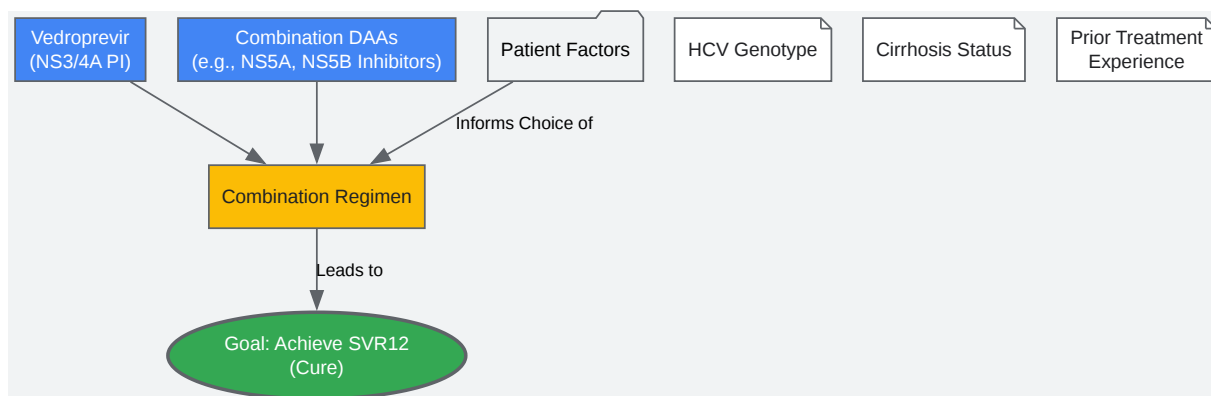 Vedroprevir
(NS3/4A PI)
Combination DAAs
(e.g., NS5A, NS5B Inhibitors)
Patient Factors
HCV Genotype
Cirrhosis Status
Prior Treatment
Experience
Informs Choice of
Combination Regimen
Leads to
Goal: Achieve SVR12
(Cure)